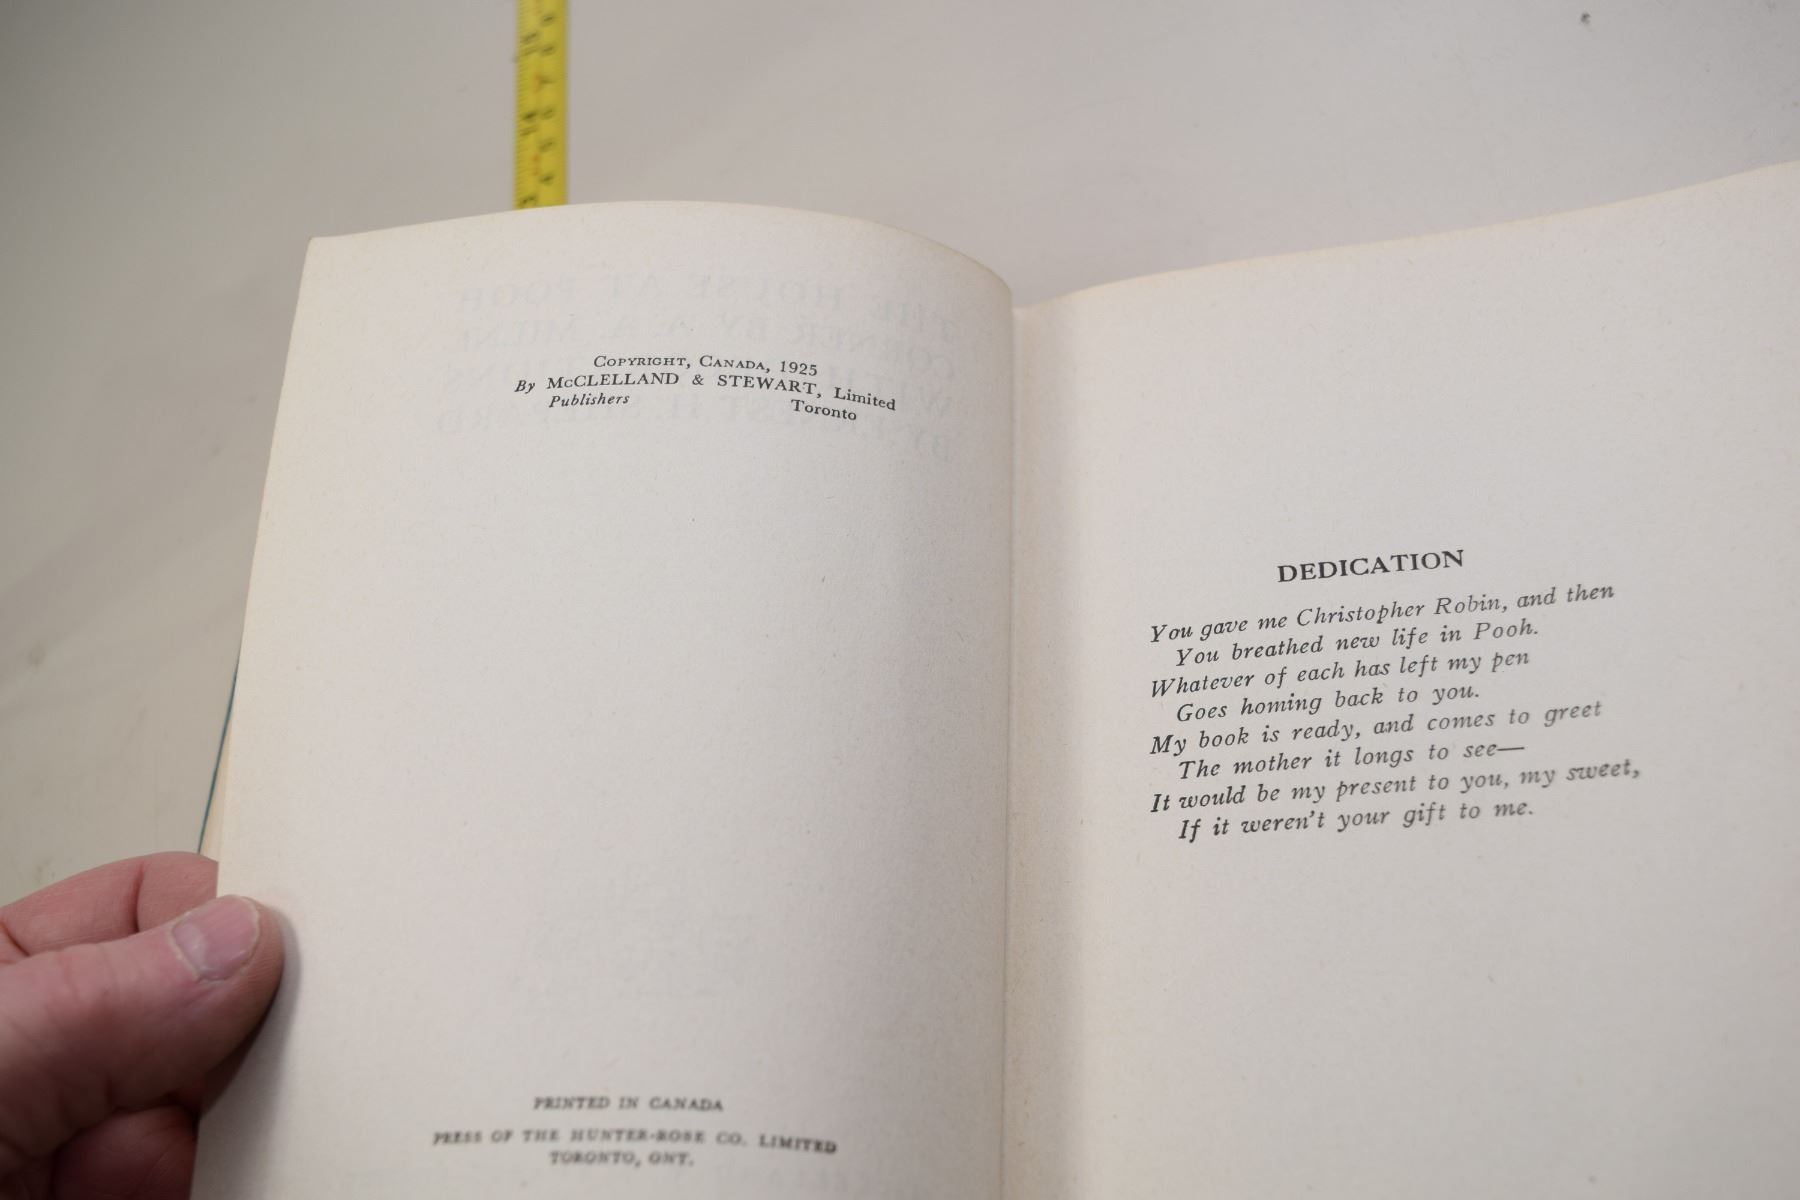 Copyright, Canada, 1925
By McCLELLAND & STEWART, Limited
Publishers Toronto
PRINTED IN CANADA
PRESS OF THE HUNTER-ROSE CO. LIMITED
TORONTO, ONT.
DEDICATION
You gave me Christopher Robin, and then
You breathed new life in Pooh.
Whatever of each has left my pen
Goes homing back to you.
My book is ready, and comes to greet
The mother it longs to see—
It would be my present to you, my sweet,
If it weren't your gift to me.